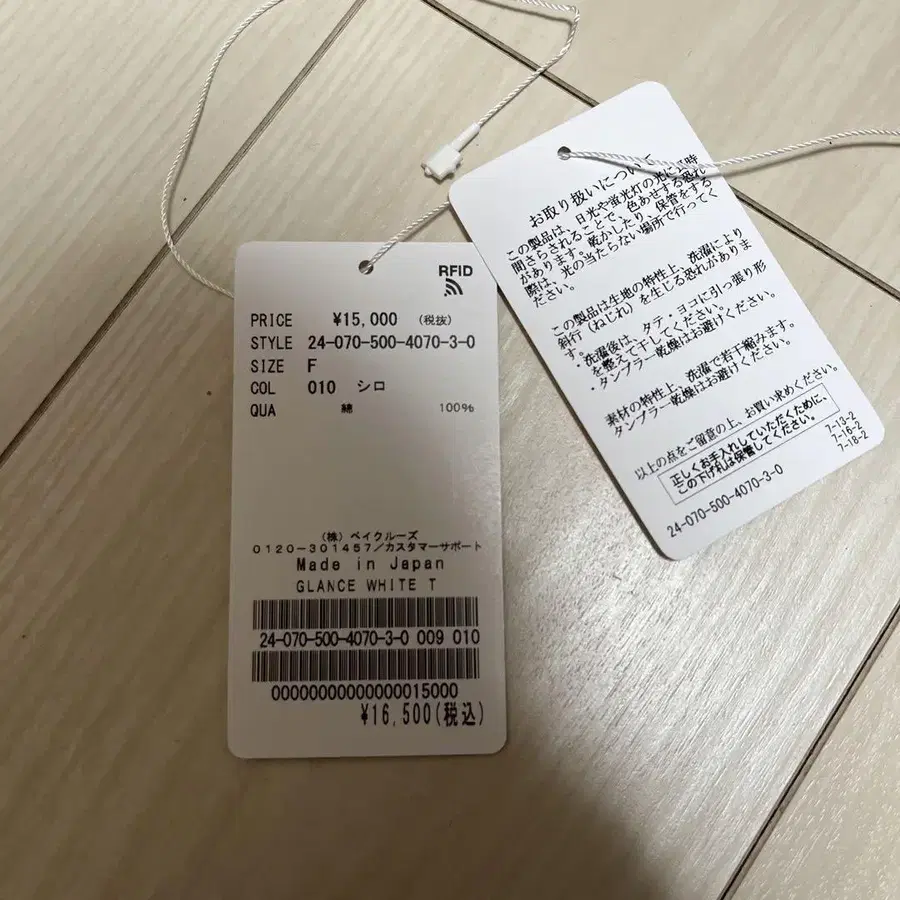 RFID
PRICE ¥15,000 (税抜)
STYLE 24-070-500-4070-3-0
SIZE F
COL 010 シロ
QUA 綿 100%
(株) ベイクルーズ
0120-301457/カスタマーサポート
Made in Japan
GLANCE WHITE T
24-070-500-4070-3-0 009 010
00000000000000015000
¥16,500(税込)
お取り扱いについて
この製品は、日光や蛍光灯の光に長時
間さらされることで、色あせする恐れ
があります。乾かしたり、保管をする
際は、光の当たらない場所で行ってく
ださい。
この製品は生地の特性上、洗濯により
斜行(ねじれ)を生じる恐れがありま
す。
・洗濯後は、タテ・ヨコに引っ張り形
を整えて干してください。
・タンブラー乾燥はお避けください。
素材の特性上、洗濯で若干縮みます。
タンブラー乾燥はお避けください。
以上の点をご留意の上、お買い求めください。
正しくお手入れしていただくために、
この下げ札は保管してください。
7-13-2
7-16-2
7-18-2
24-070-500-4070-3-0